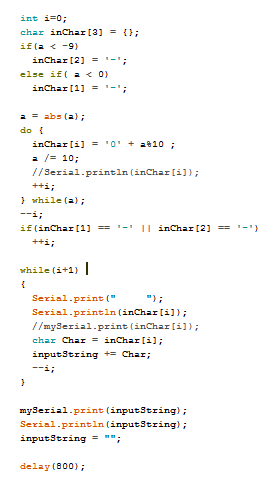 int i=0;
char inChar[3] = {};
if(a < -9)
inChar[2] = '-';
else if( a < 0)
inChar[1] = '-';
a = abs(a);
do {
inChar[i] = '0' + a%10 ;
a /= 10;
//Serial.println(inChar[i]);
++i;
} while(a);
--i;
if(inChar[1] == '-' || inChar[2] == '-')
++i;
while(i+1)
{
Serial.print("     ");
Serial.println(inChar[i]);
//mySerial.print(inChar[i]);
char Char = inChar[i];
inputString += Char;
--i;
}
mySerial.print(inputString);
Serial.println(inputString);
inputString = "";
delay(800);